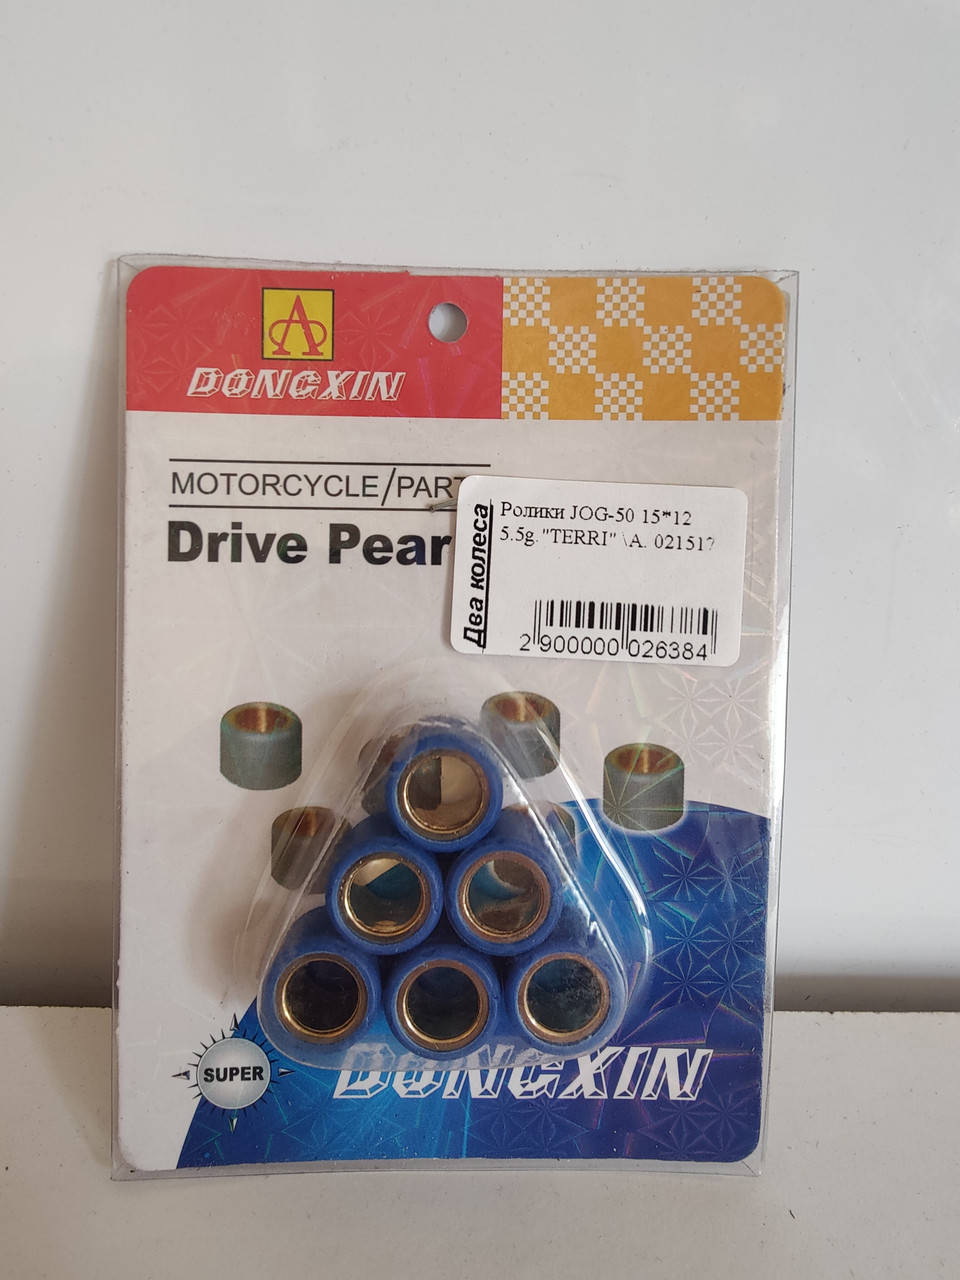 DONGXIN
MOTORCYCLE/PART
Drive Pear
Два колеса
Ролики JOG-50 15*12
5.5g. "TERRI" \A. 021517
2 900000 026384
SUPER
DONGXIN